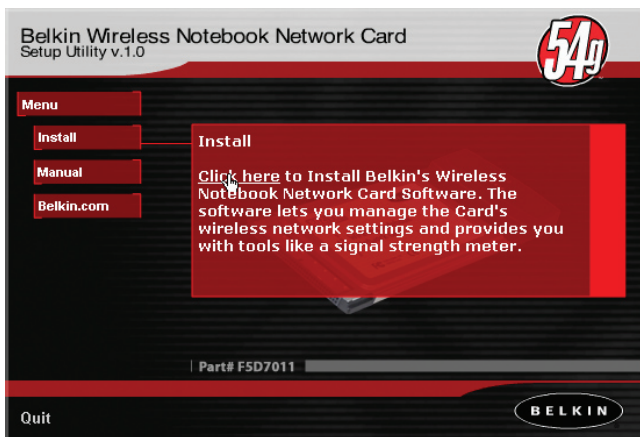 Belkin Wireless Notebook Network Card
Setup Utility v.1.0
54g
Menu
Install
Manual
Belkin.com
Install
Click here to Install Belkin's Wireless
Notebook Network Card Software. The
software lets you manage the Card's
wireless network settings and provides you
with tools like a signal strength meter.
Part# F5D7011
Quit
BELKIN